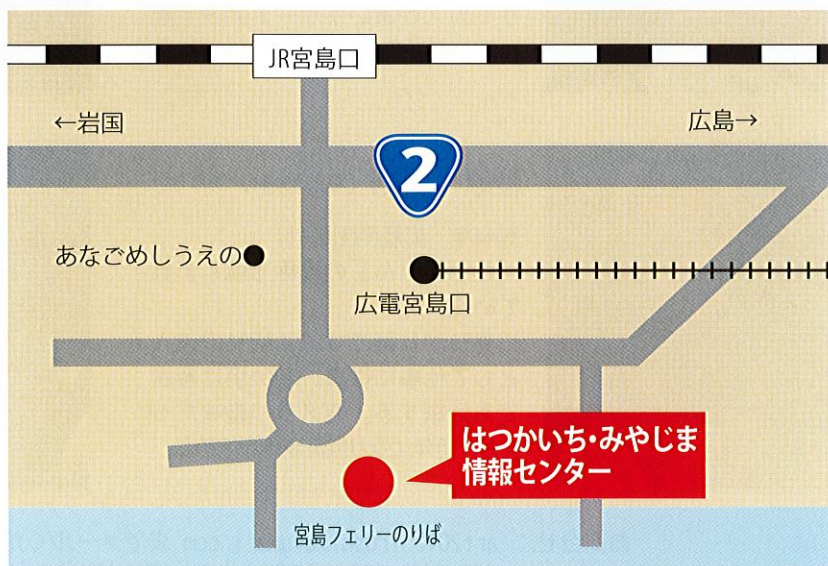 JR宮島口
←岩国
広島→
2
あなごめしうえの
広電宮島口
はつかいち・みやじま
情報センター
宮島フェリーのりば